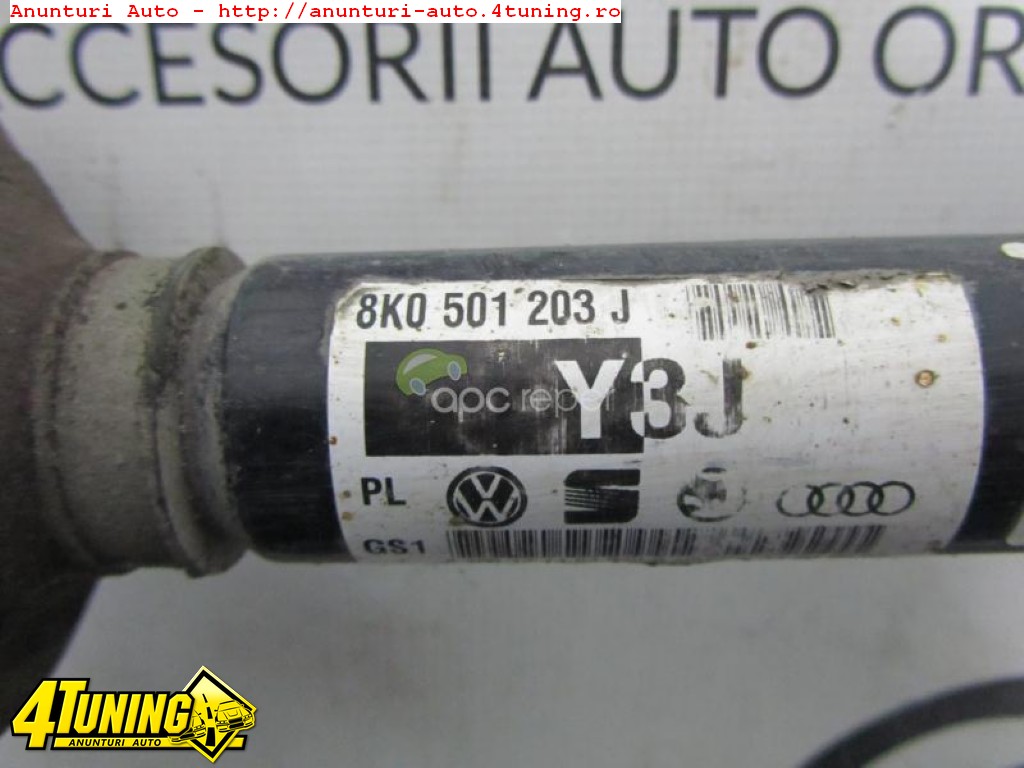 Anunturi Auto - http://anunturi-auto.4tuning.ro
CCESORII AUTO OR
8K0 501 203 J
Y3J
apc repair
PL
GS1
4TUNING
ANUNTURI AUTO